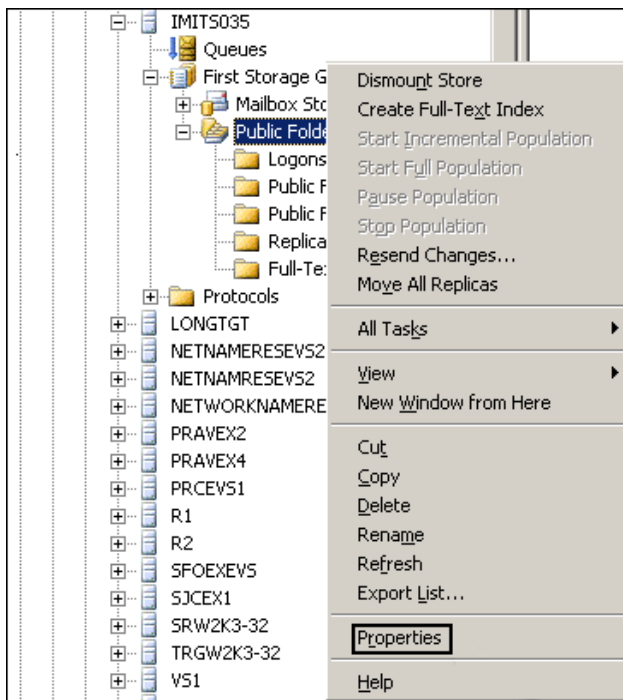 IMITS035
Queues
First Storage G
Mailbox Sto
Public Folde
Logons
Public F
Public F
Replica
Full-Te
Protocols
LONGTGT
NETNAMERESEVS2
NETNAMRESEVS2
NETWORKNAMERE
PRAVEX2
PRAVEX4
PRCEVS1
R1
R2
SFOEXEVS
SJCEX1
SRW2K3-32
TRGW2K3-32
VS1
Dismount Store
Create Full-Text Index
Start Incremental Population
Start Full Population
Pause Population
Stop Population
Resend Changes...
Move All Replicas
All Tasks
View
New Window from Here
Cut
Copy
Delete
Rename
Refresh
Export List...
Properties
Help